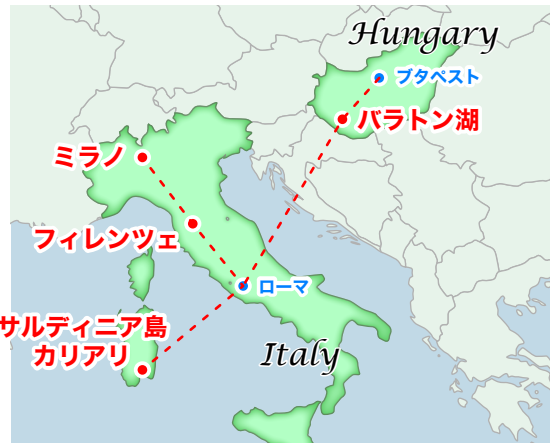 Hungary
ブタペスト
バラトン湖
ミラノ
フィレンツェ
ローマ
サルディニア島
カリアリ
Italy